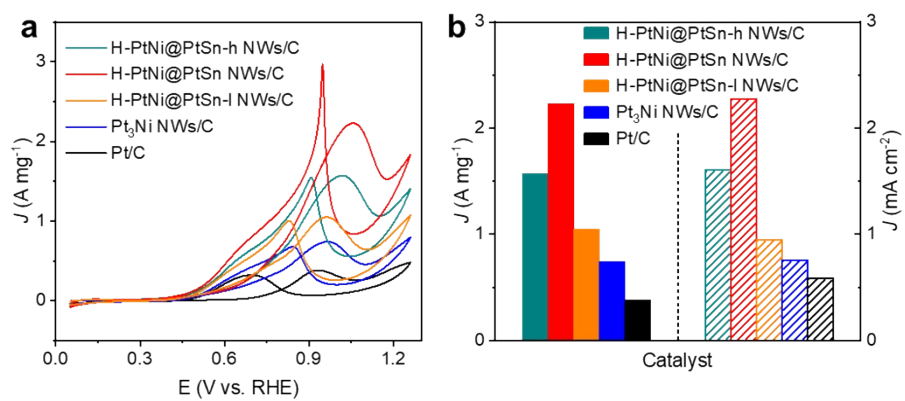 a
H-PtNi@PtSn-h NWs/C
H-PtNi@PtSn NWs/C
H-PtNi@PtSn-l NWs/C
Pt₃Ni NWs/C
Pt/C
J (A mg⁻¹)
3
2
1
0
0.0 0.3 0.6 0.9 1.2
E (V vs. RHE)
b
H-PtNi@PtSn-h NWs/C
H-PtNi@PtSn NWs/C
H-PtNi@PtSn-l NWs/C
Pt₃Ni NWs/C
Pt/C
J (A mg⁻¹)
3
2
1
0
J (mA cm⁻²)
3
2
1
0
Catalyst